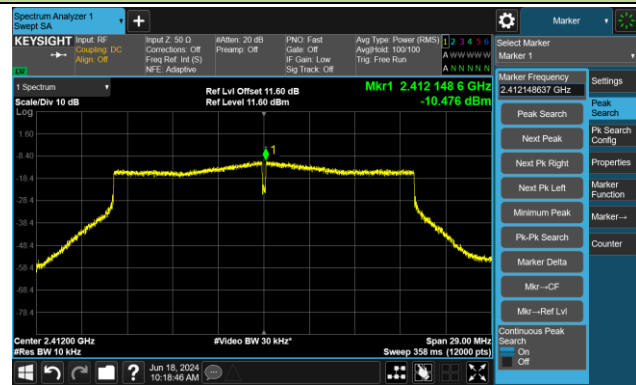 Spectrum Analyzer 1
Swept SA
Marker
KEYSIGHT
Input: RF
Coupling: DC
Align: Off
Input Z: 50 Ω
Corrections: Off
Freq Ref: Int (S)
NFE: Adaptive
#Atten: 20 dB
Preamp: Off
PNO: Fast
Gate: Off
IF Gain: Low
Sig Track: Off
Avg Type: Power (RMS)
Avg|Hold: 100/100
Trig: Free Run
1 2 3 4 5 6
A W W W W W
A N N N N N
Select Marker
Marker 1
LW
1 Spectrum
Scale/Div 10 dB
Log
Ref Lvl Offset 11.60 dB
Ref Level 11.60 dBm
Mkr1 2.412 148 6 GHz
-10.476 dBm
1
1.60
-8.40
-18.4
-28.4
-38.4
-48.4
-58.4
-68.4
-78.4
Center 2.41200 GHz
#Res BW 10 kHz
#Video BW 30 kHz*
Span 29.00 MHz
Sweep 358 ms (12000 pts)
Marker Frequency
2.412148637 GHz
Peak Search
Next Peak
Next Pk Right
Next Pk Left
Minimum Peak
Pk-Pk Search
Marker Delta
Mkr→CF
Mkr→Ref Lvl
Continuous Peak
Search
On
Off
Settings
Peak
Search
Pk Search
Config
Properties
Marker
Function
Marker→
Counter
?
Jun 18, 2024
10:18:46 AM